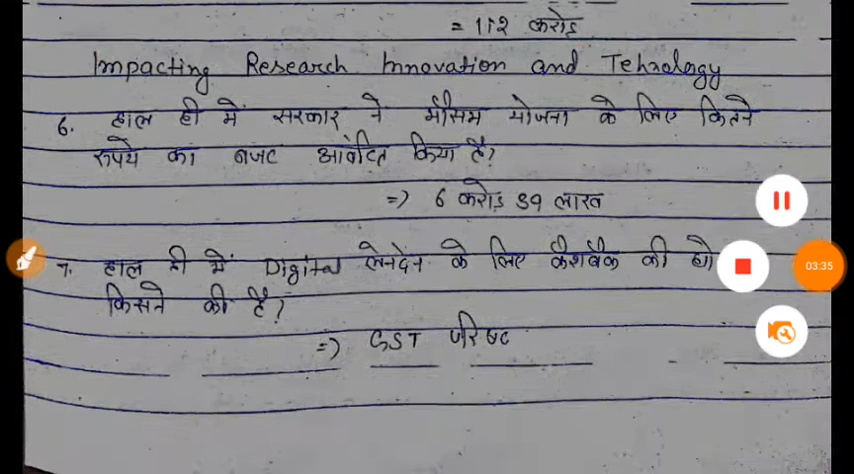 = 112 करोड़
Impacting Research Innovation and Tehnology
6. हाल ही में सरकार ने मौसम योजना के लिए कितने
रुपये का बजट आवंटित किया है?
=> 6 करोड़ 39 लाख
7. हाल ही में Digital लेनदेन के लिए कैशबैक की घो
किसने की है?
=> GST परिषद
03:35